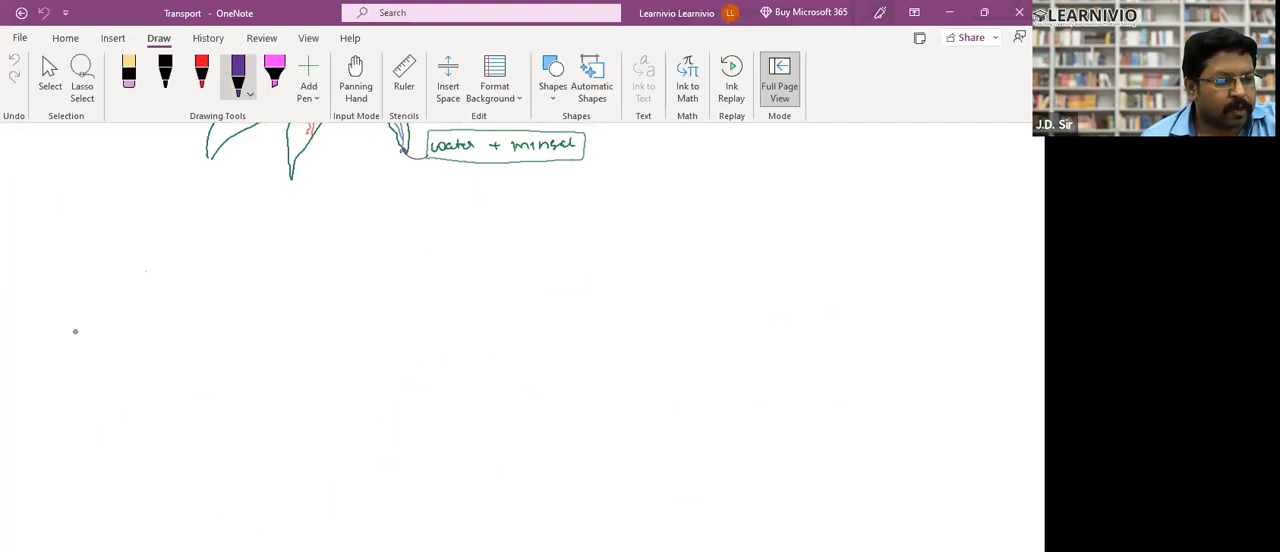 Transport - OneNote
Search
Learnivio Learnivio LL Buy Microsoft 365
LEARNIVIO
File Home Insert Draw History Review View Help Share
Select Lasso Select Add Pen Panning Hand Ruler Insert Space Format Background Shapes Automatic Shapes Ink to Text Ink to Math Ink Replay Full Page View
Undo Selection Drawing Tools Input Mode Stencils Edit Shapes Text Math Replay Mode
J.D. Sir
water + minral